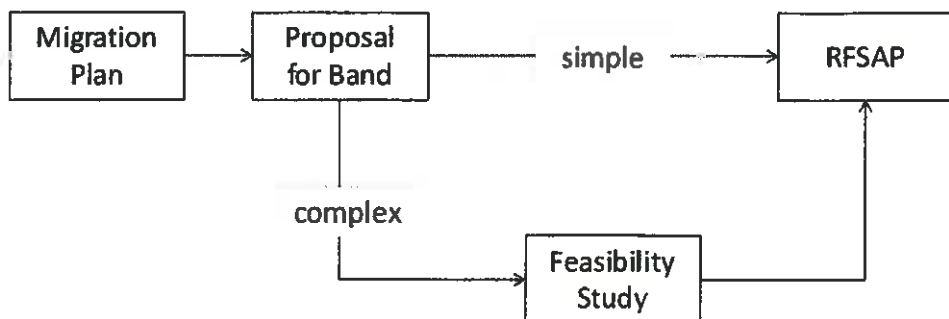 Migration
Plan
Proposal
for Band
simple
RFSAP
complex
Feasibility
Study